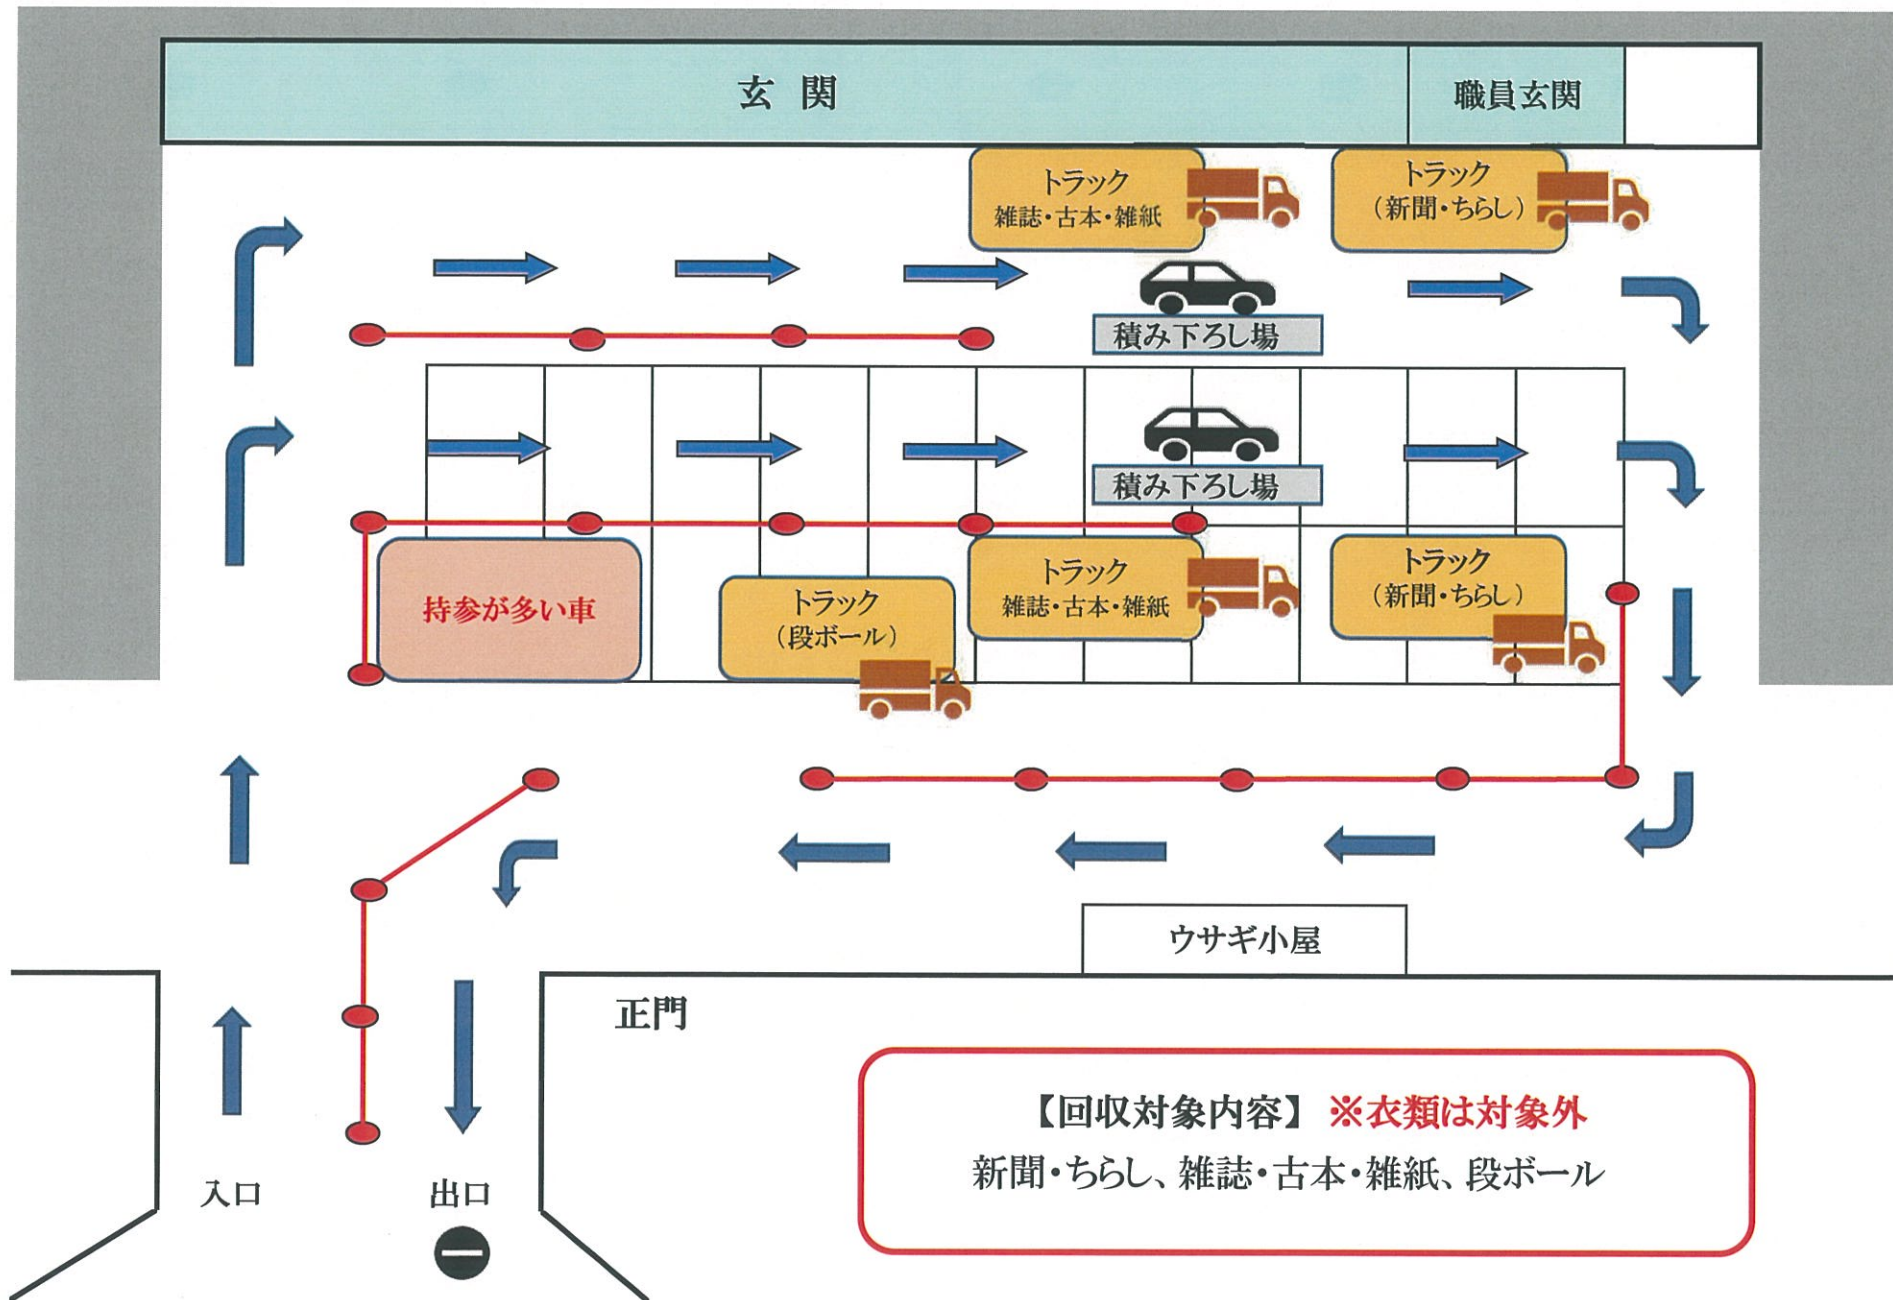 玄 関
職員玄関
トラック
雑誌・古本・雑紙
トラック
（新聞・ちらし）
積み下ろし場
積み下ろし場
持参が多い車
トラック
（段ボール）
トラック
雑誌・古本・雑紙
トラック
（新聞・ちらし）
ウサギ小屋
正門
【回収対象内容】 ※衣類は対象外
新聞・ちらし、雑誌・古本・雑紙、段ボール
入口
出口